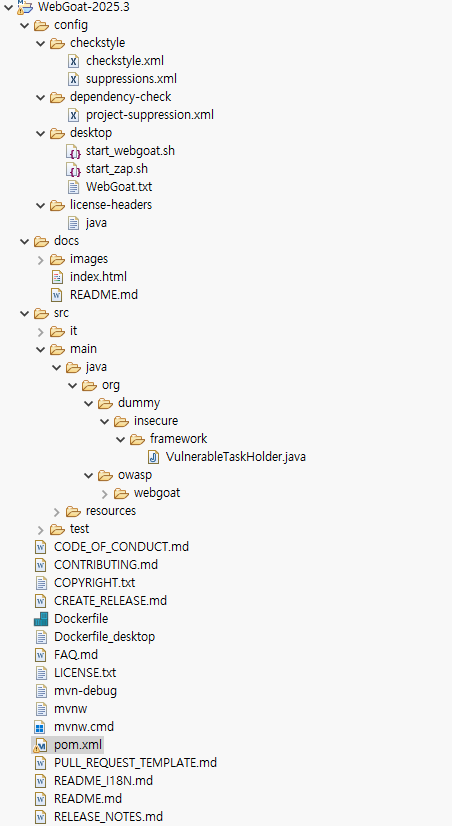 WebGoat-2025.3
config
checkstyle
checkstyle.xml
suppressions.xml
dependency-check
project-suppression.xml
desktop
start_webgoat.sh
start_zap.sh
WebGoat.txt
license-headers
java
docs
images
index.html
README.md
src
it
main
java
org
dummy
insecure
framework
VulnerableTaskHolder.java
owasp
webgoat
resources
test
CODE_OF_CONDUCT.md
CONTRIBUTING.md
COPYRIGHT.txt
CREATE_RELEASE.md
Dockerfile
Dockerfile_desktop
FAQ.md
LICENSE.txt
mvn-debug
mvnw
mvnw.cmd
pom.xml
PULL_REQUEST_TEMPLATE.md
README_I18N.md
README.md
RELEASE_NOTES.md